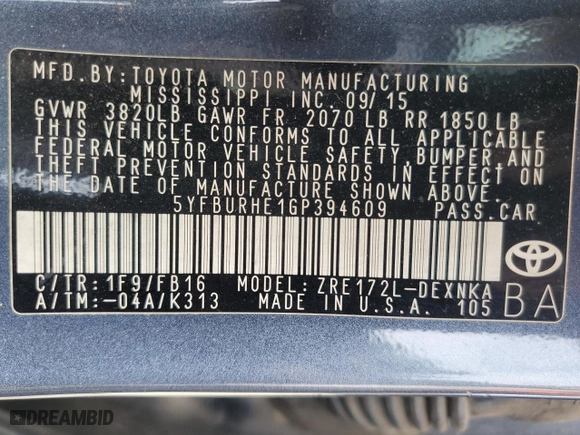 MFD.BY:TOYOTA MOTOR MANUFACTURING
MISSISSIPPI INC.09/15
GVWR 3820LB GAWR FR 2070 LB RR 1850 LB
THIS VEHICLE CONFORMS TO ALL APPLICABLE
FEDERAL MOTOR VEHICLE SAFETY,BUMPER,AND
THEFT PREVENTION STANDARDS IN EFFECT ON
THE DATE OF MANUFACTURE SHOWN ABOVE.
5YFBURHE1GP394609 PASS.CAR
C/TR:1F9/FB16 MODEL:ZRE172L-DEXNKA
A/TM:-04A/K313 MADE IN U.S.A. 105
BA
DREAMBID